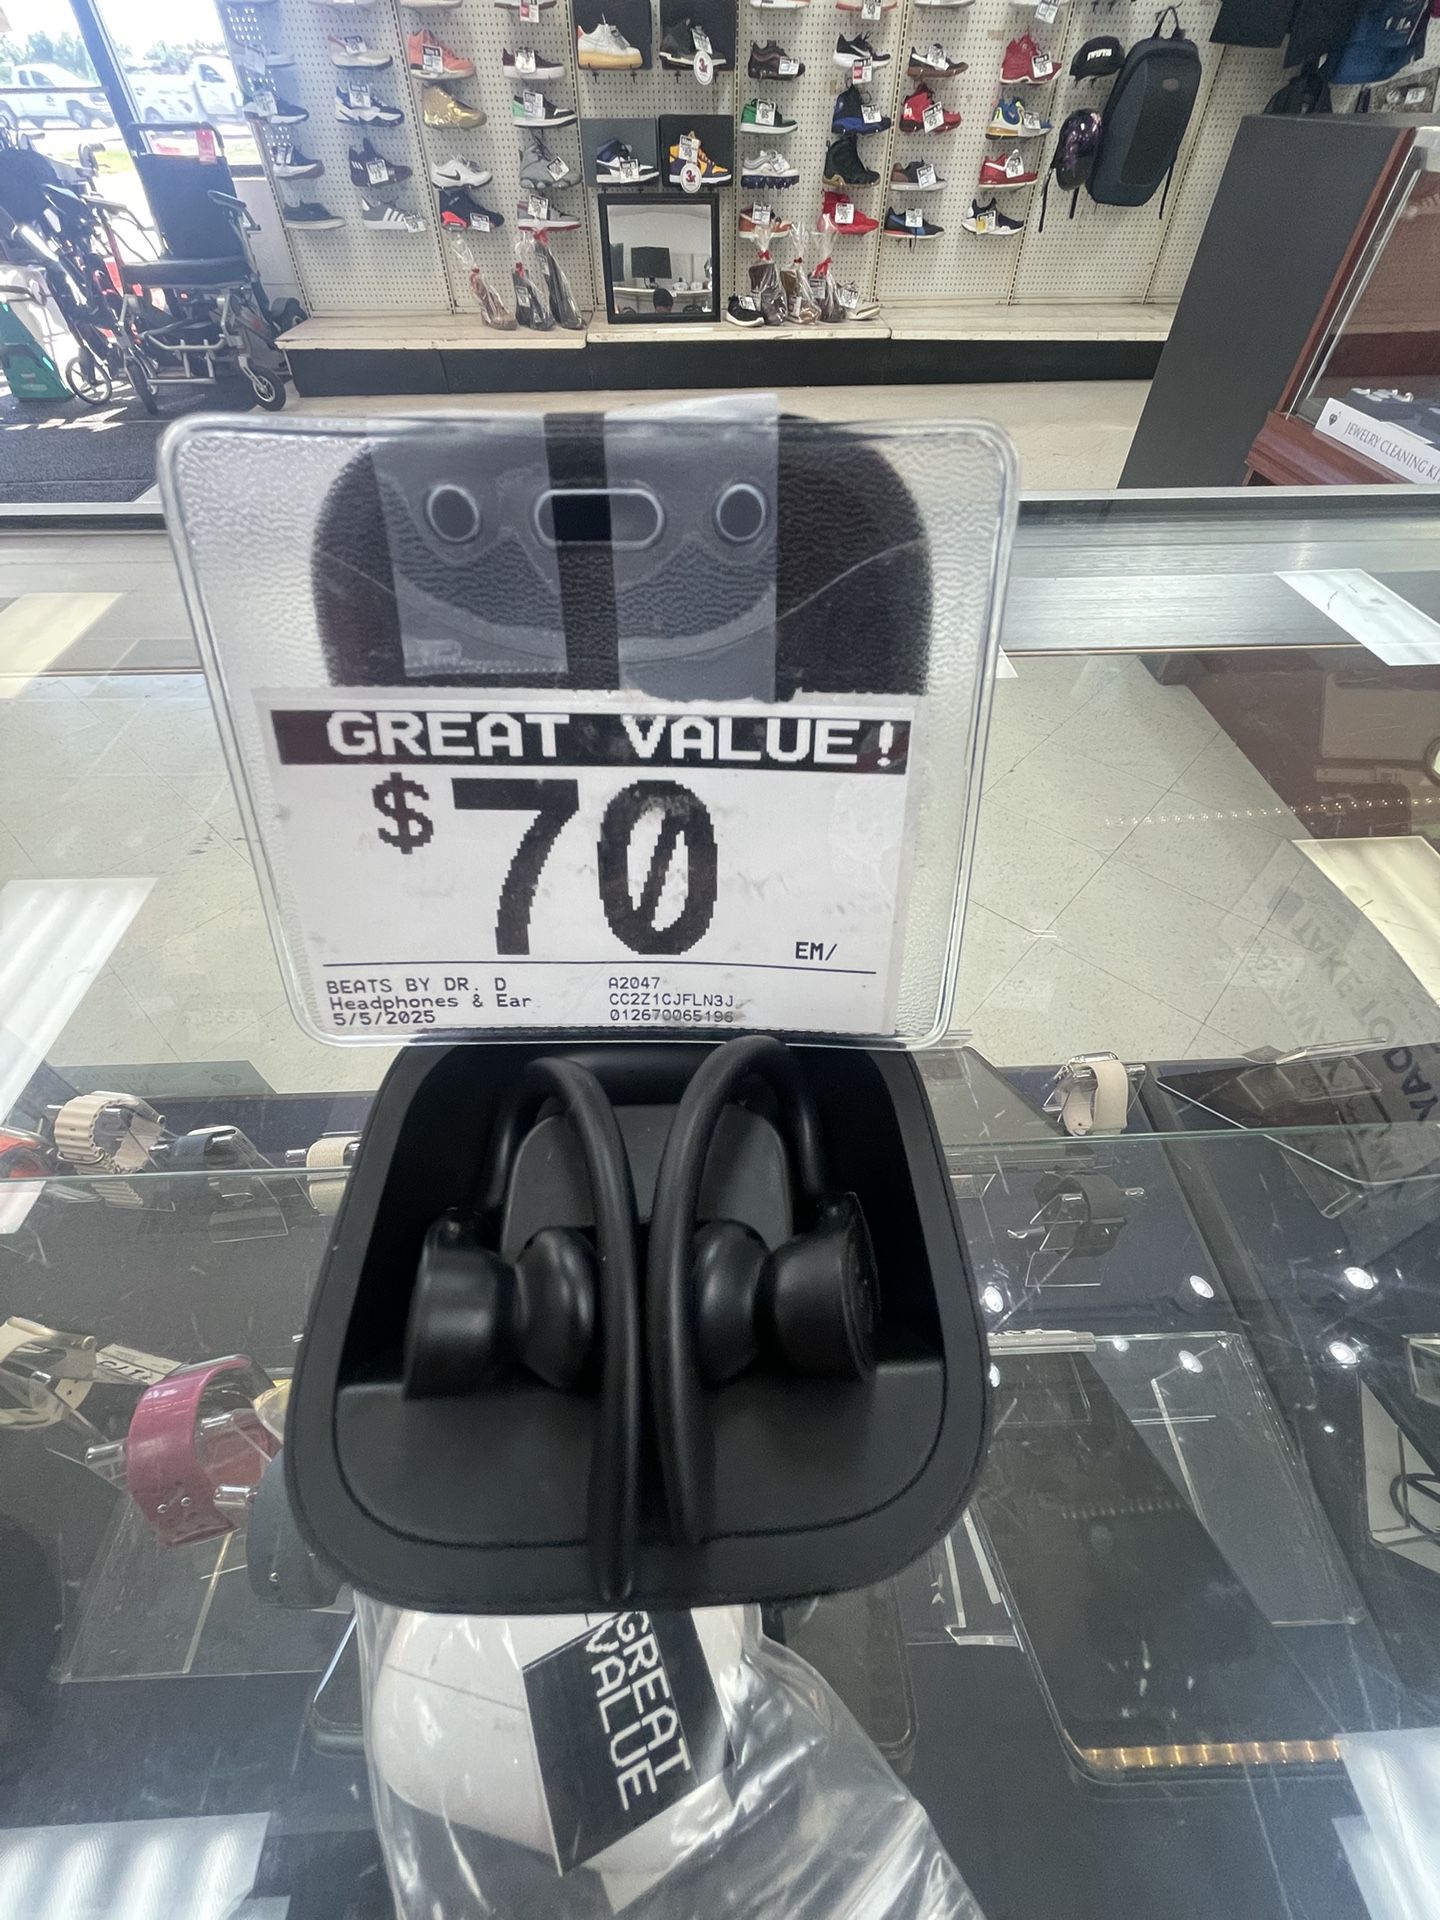 GREAT VALUE!
$70
EM/
BEATS BY DR. D A2047
Headphones & Ear CC2Z1CJFLN3J
5/5/2025 012670065196
JEWELRY CLEANING KI
GREAT
VALUE